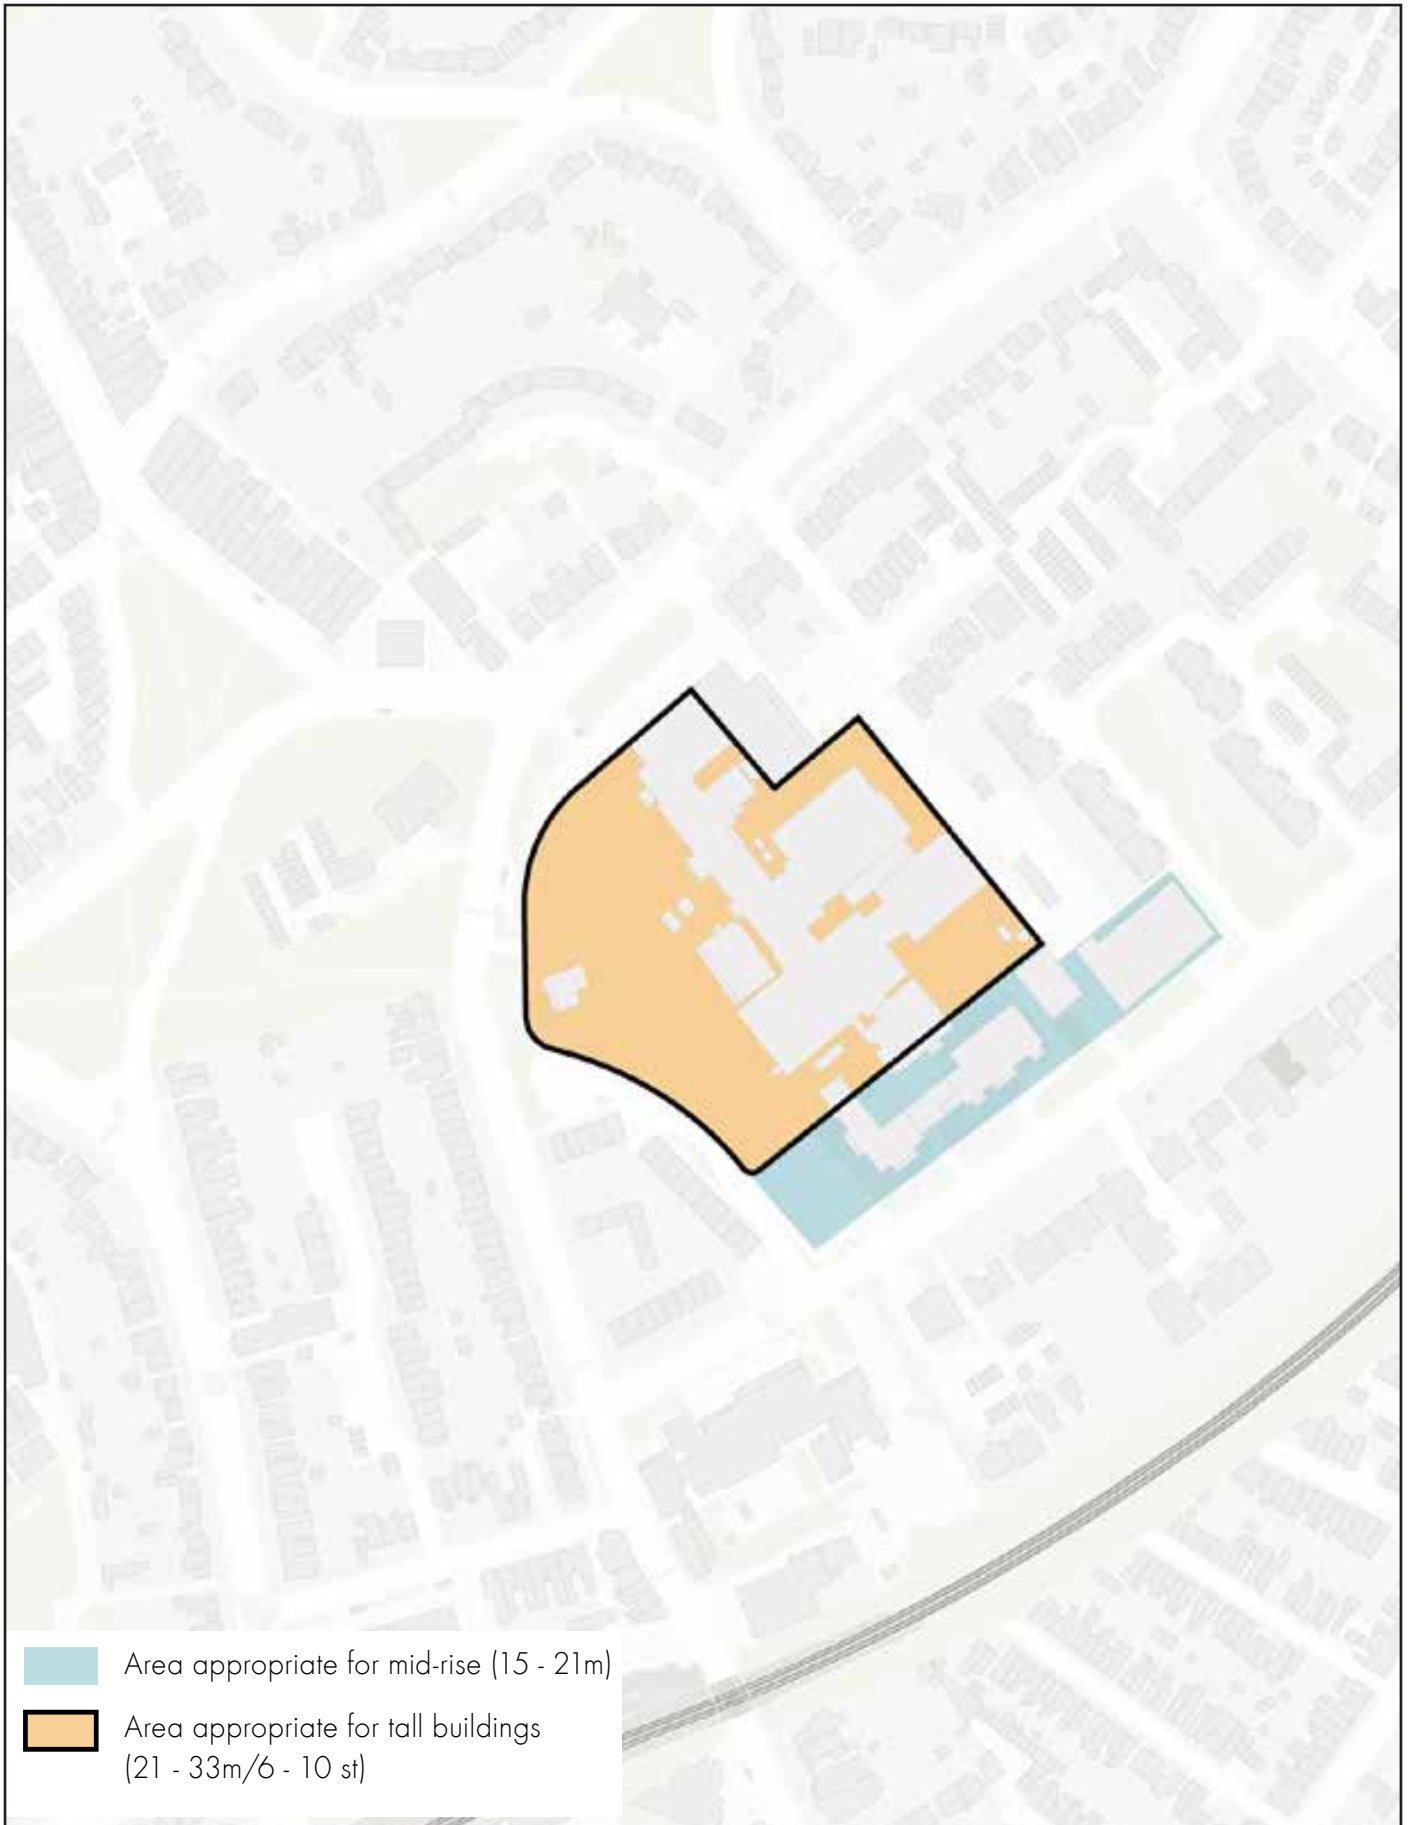 Area appropriate for mid-rise (15 - 21m)
Area appropriate for tall buildings
(21 - 33m/6 - 10 st)